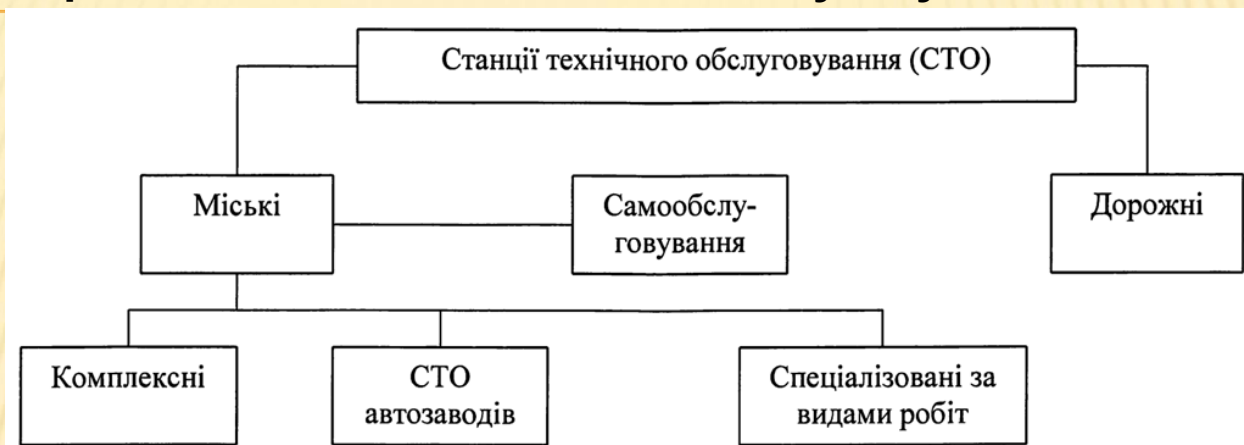 Станції технічного обслуговування (СТО)
Міські
Самообслу-
говування
Дорожні
Комплексні
СТО
автозаводів
Спеціалізовані за
видами робіт